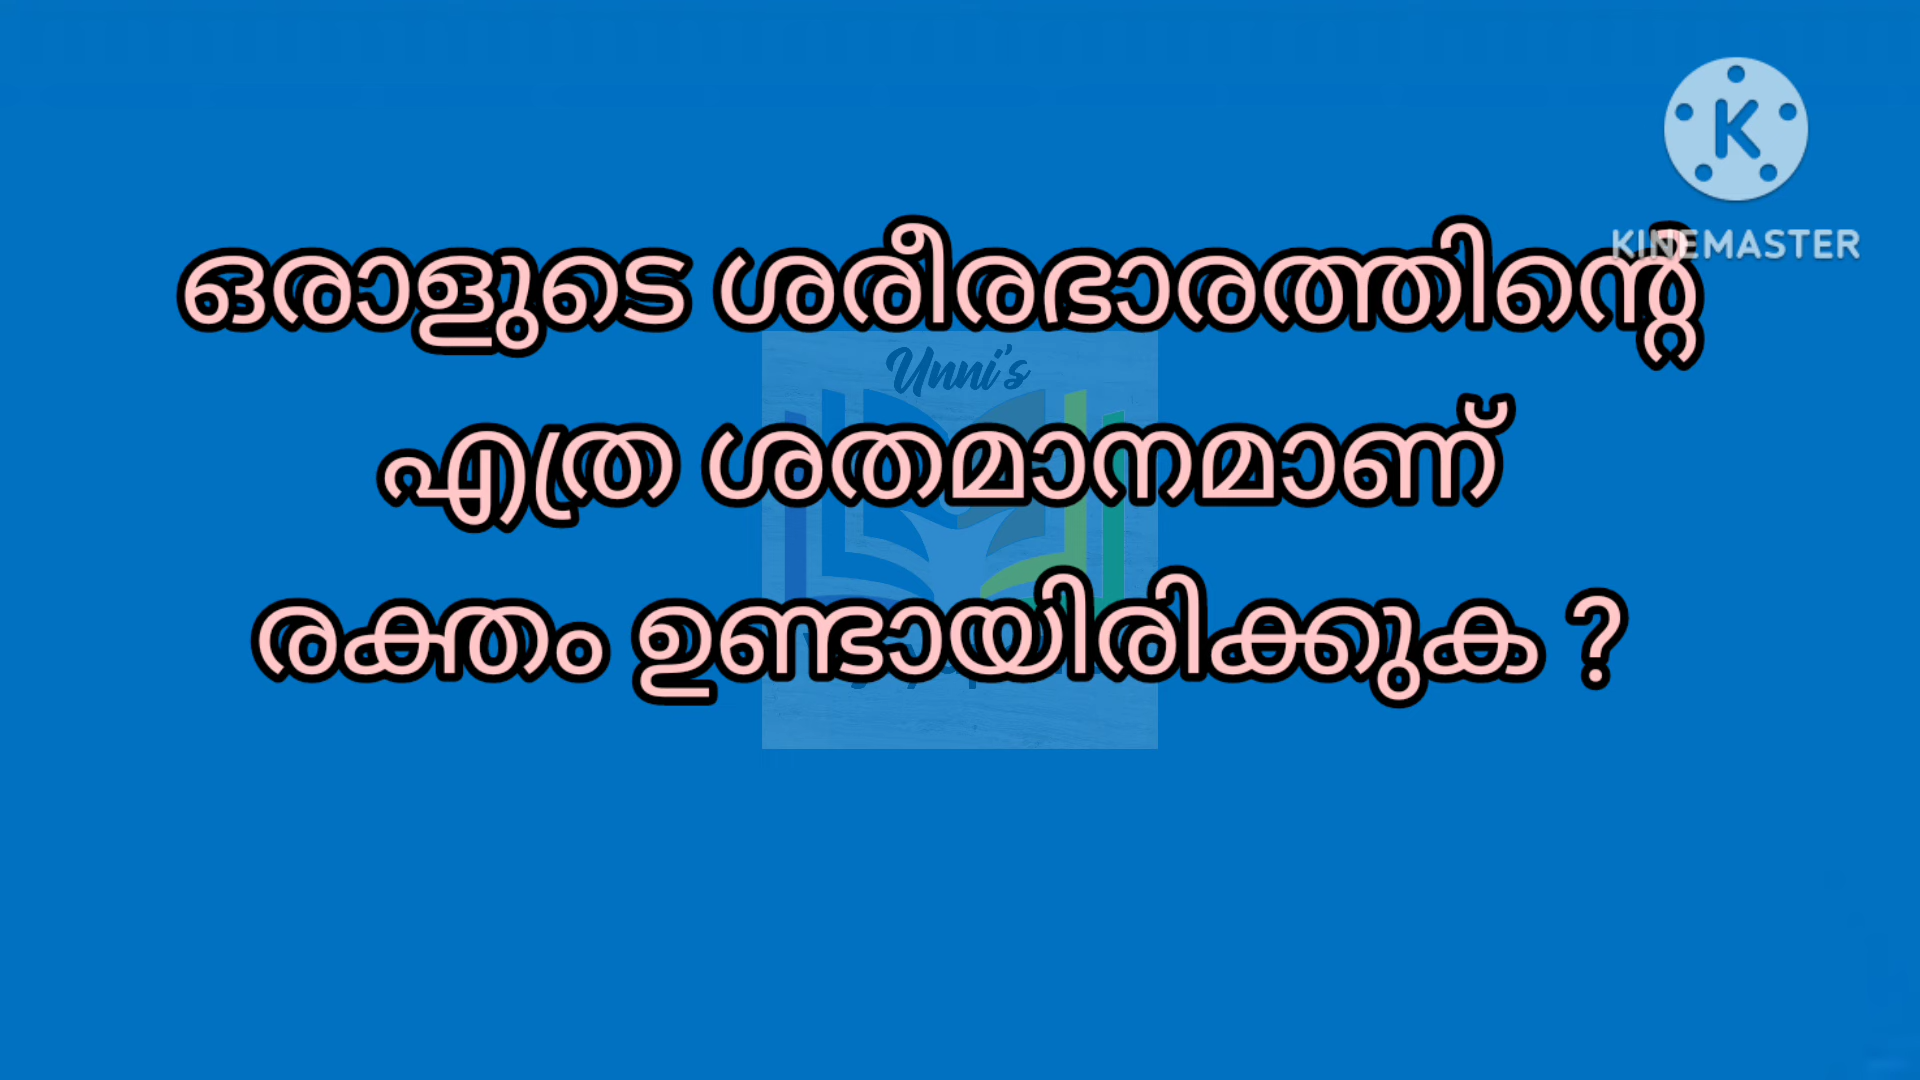 KINEMASTER
ഒരാളുടെ ശരീരഭാരത്തിന്റെ
Unni's
എത്ര ശതമാനമാണ്
രക്തം ഉണ്ടായിരിക്കുക ?